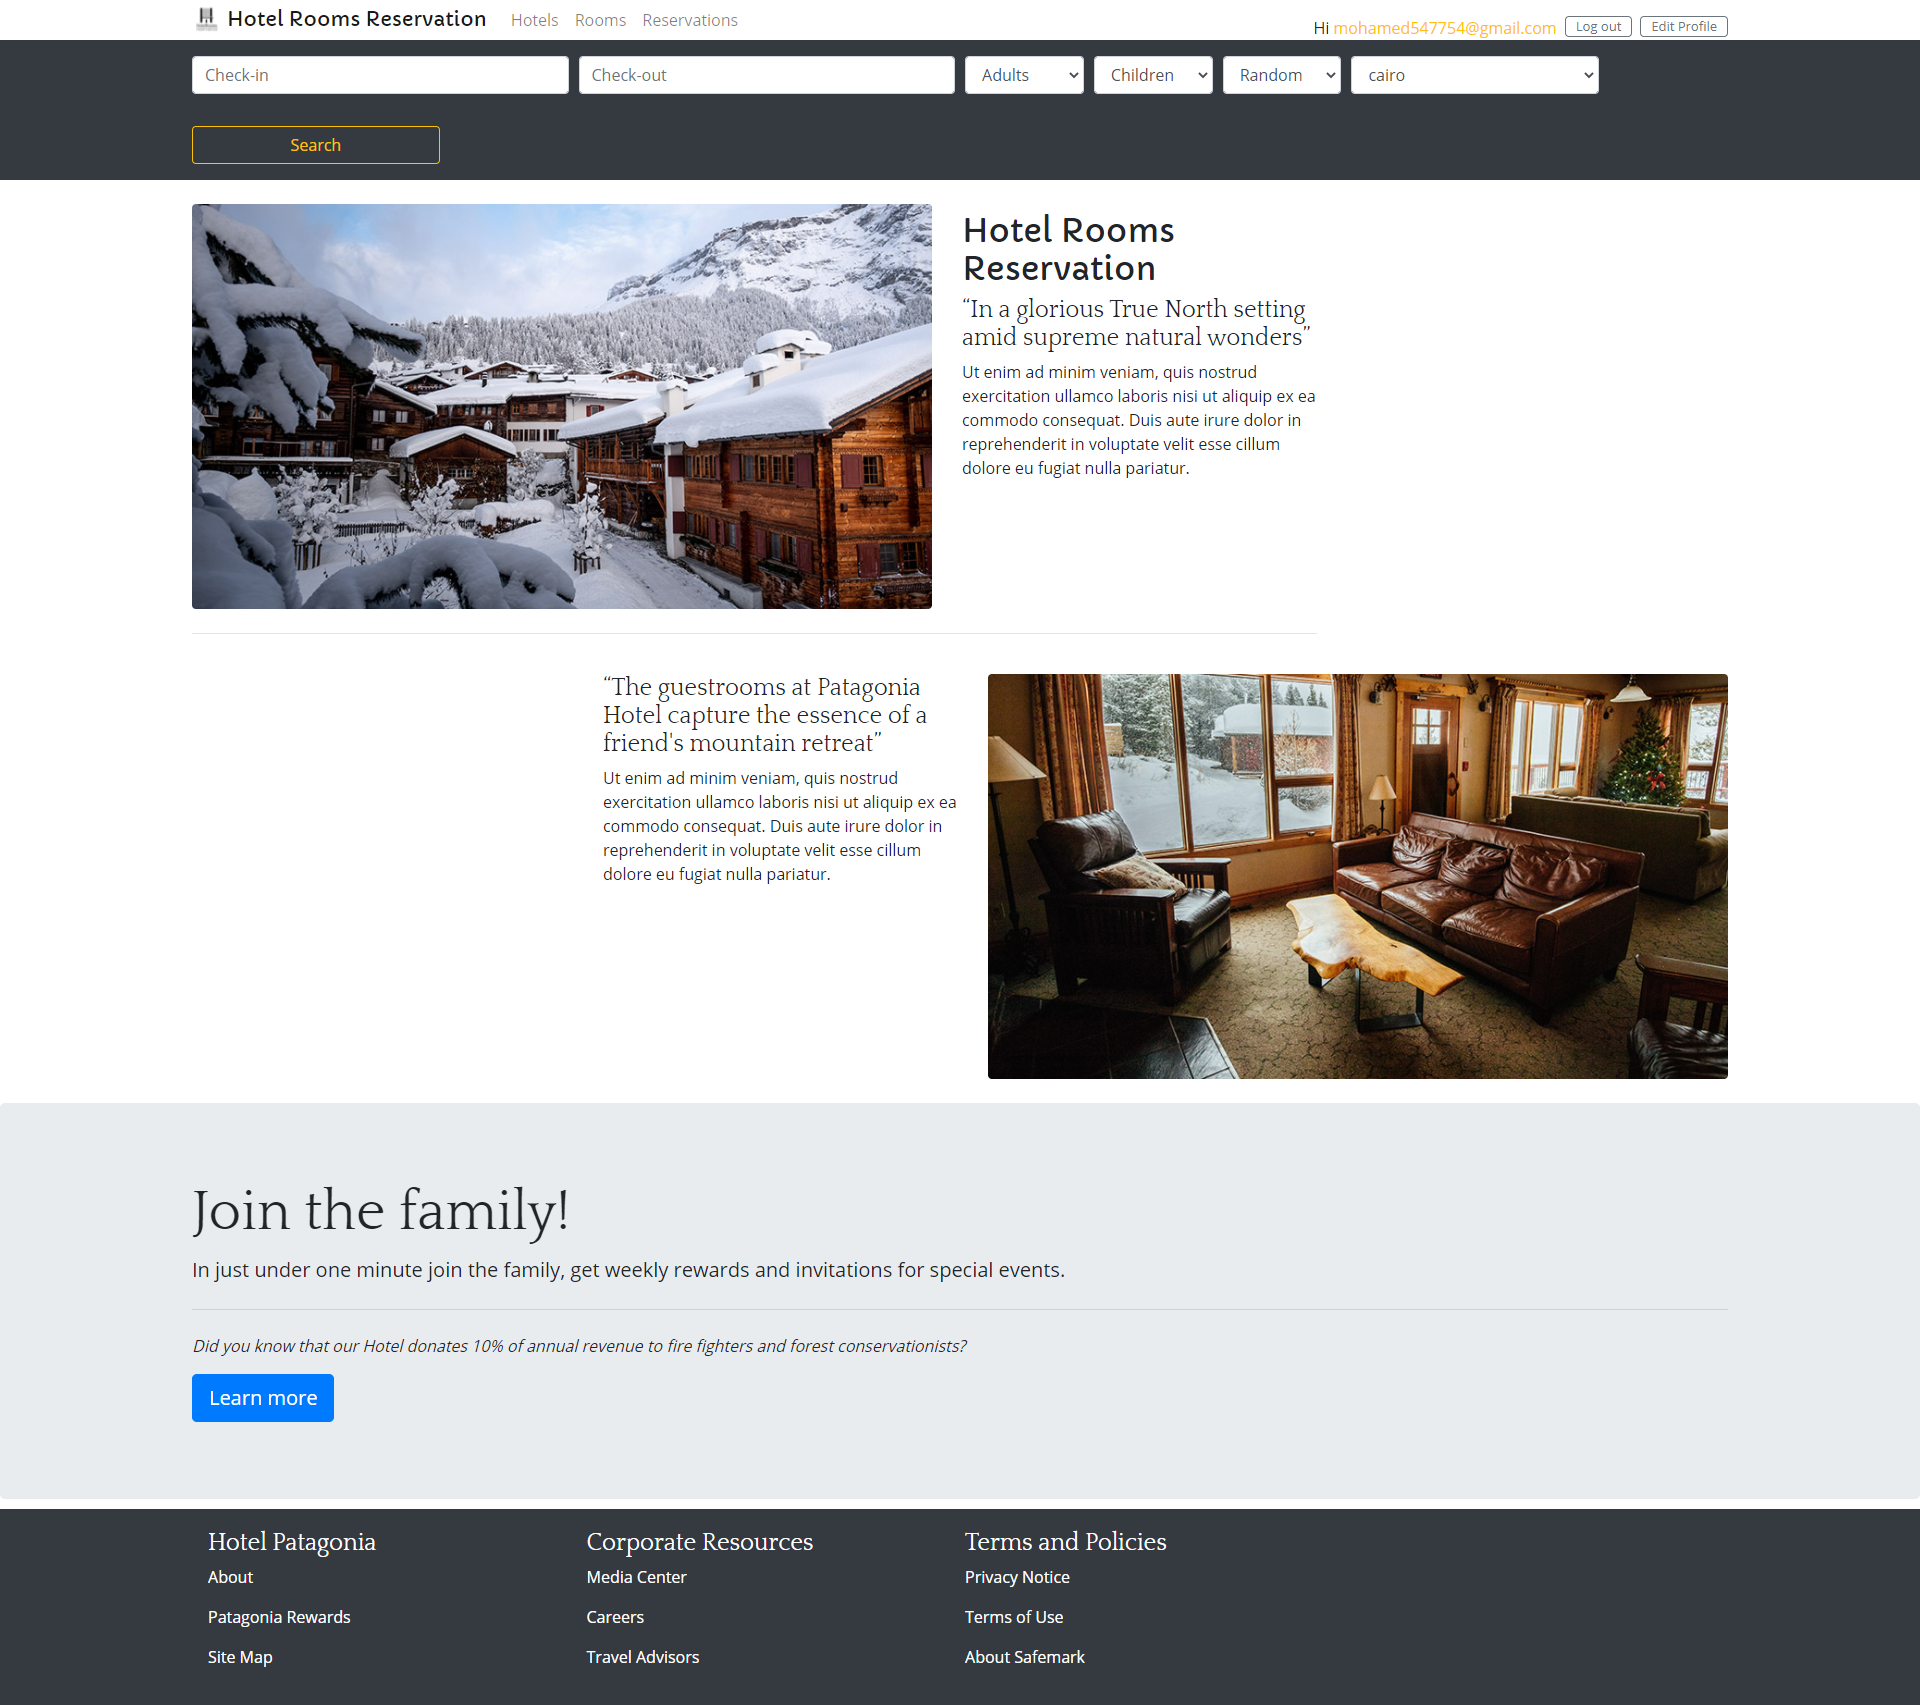 Hotel Rooms Reservation Hotels Rooms Reservations
Hi mohamed547754@gmail.com Log out Edit Profile
Check-in Check-out Adults Children Random cairo
Search
Hotel Rooms
Reservation
“In a glorious True North setting
amid supreme natural wonders”
Ut enim ad minim veniam, quis nostrud
exercitation ullamco laboris nisi ut aliquip ex ea
commodo consequat. Duis aute irure dolor in
reprehenderit in voluptate velit esse cillum
dolore eu fugiat nulla pariatur.
“The guestrooms at Patagonia
Hotel capture the essence of a
friend's mountain retreat”
Ut enim ad minim veniam, quis nostrud
exercitation ullamco laboris nisi ut aliquip ex ea
commodo consequat. Duis aute irure dolor in
reprehenderit in voluptate velit esse cillum
dolore eu fugiat nulla pariatur.
Join the family!
In just under one minute join the family, get weekly rewards and invitations for special events.
Did you know that our Hotel donates 10% of annual revenue to fire fighters and forest conservationists?
Learn more
Hotel Patagonia
About
Patagonia Rewards
Site Map
Corporate Resources
Media Center
Careers
Travel Advisors
Terms and Policies
Privacy Notice
Terms of Use
About Safemark